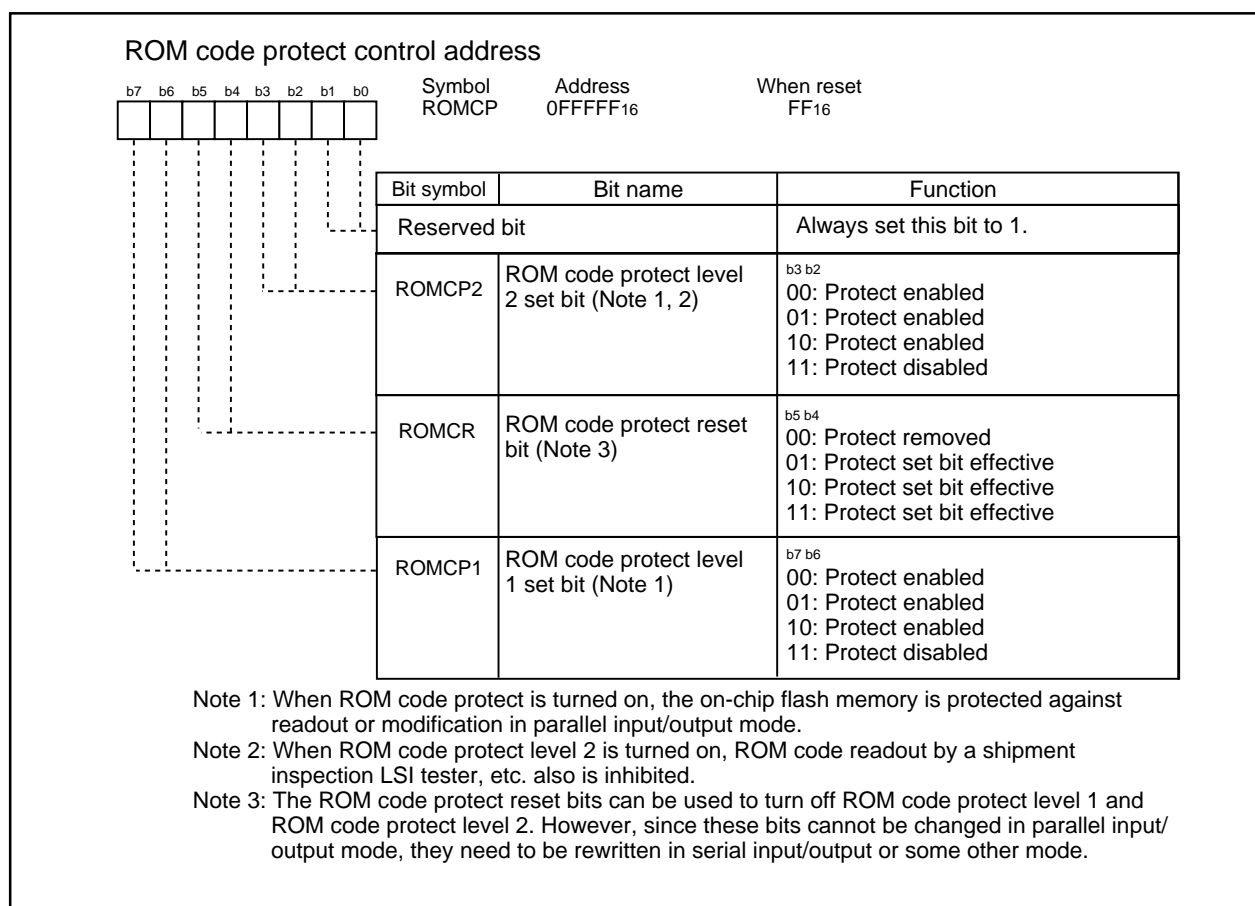 ROM code protect control address
b7 b6 b5 b4 b3 b2 b1 b0
Symbol Address When reset
ROMCP 0FFFFF16 FF16
Bit symbol Bit name Function
Reserved bit Always set this bit to 1.
ROMCP2
ROM code protect level
2 set bit (Note 1, 2)
b3 b2
00: Protect enabled
01: Protect enabled
10: Protect enabled
11: Protect disabled
ROMCR
ROM code protect reset
bit (Note 3)
b5 b4
00: Protect removed
01: Protect set bit effective
10: Protect set bit effective
11: Protect set bit effective
ROMCP1
ROM code protect level
1 set bit (Note 1)
b7 b6
00: Protect enabled
01: Protect enabled
10: Protect enabled
11: Protect disabled
Note 1: When ROM code protect is turned on, the on-chip flash memory is protected against
readout or modification in parallel input/output mode.
Note 2: When ROM code protect level 2 is turned on, ROM code readout by a shipment
inspection LSI tester, etc. also is inhibited.
Note 3: The ROM code protect reset bits can be used to turn off ROM code protect level 1 and
ROM code protect level 2. However, since these bits cannot be changed in parallel input/
output mode, they need to be rewritten in serial input/output or some other mode.